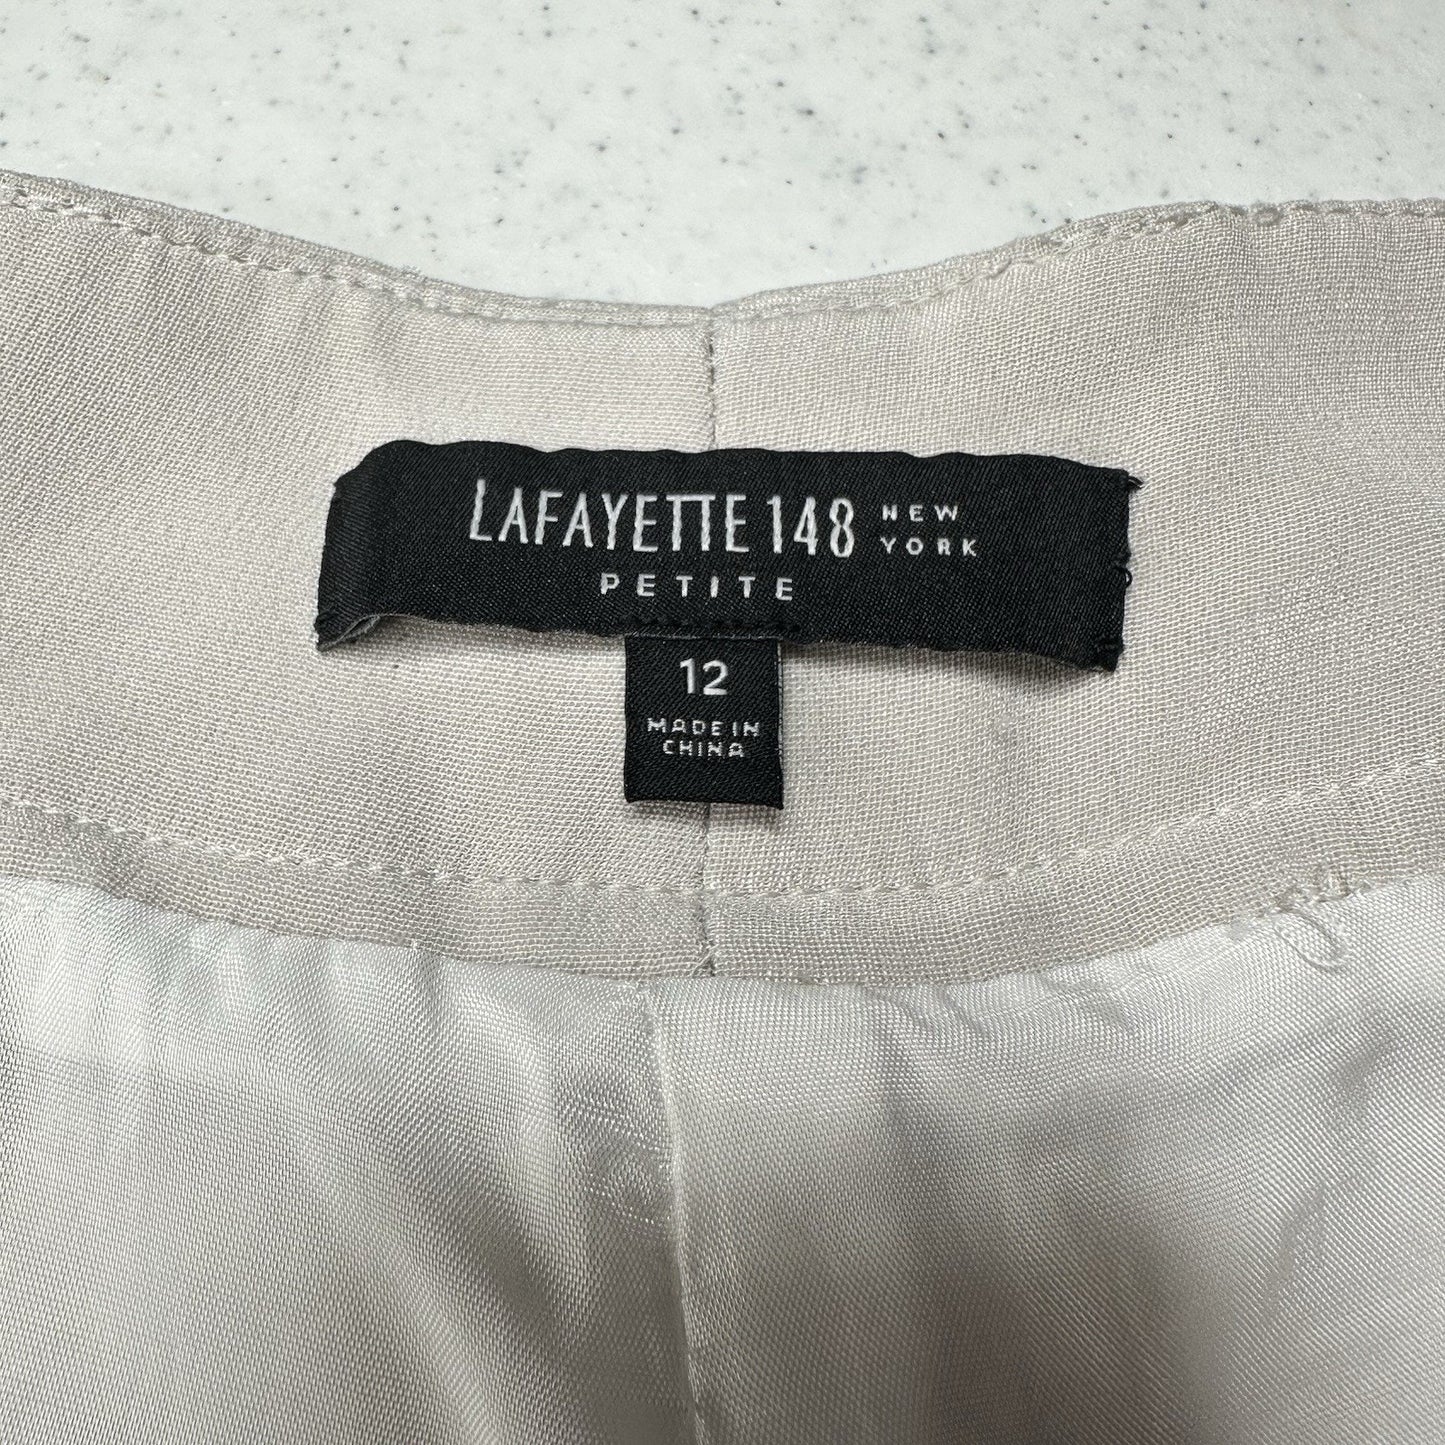 LAFAYETTE 148 NEW YORK
PETITE
12
MADE IN
CHINA